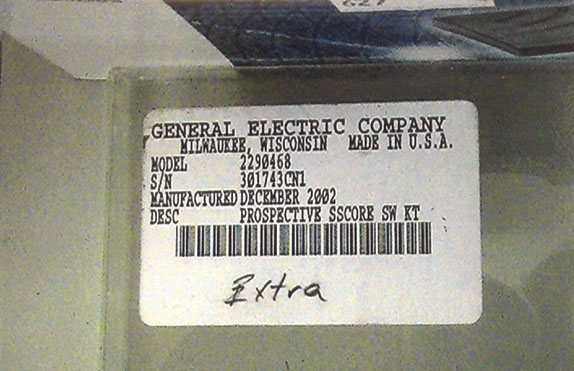 627
GENERAL ELECTRIC COMPANY
MILWAUKEE, WISCONSIN MADE IN U.S.A.
MODEL 2290468
S/N 301743CN1
MANUFACTURED DECEMBER 2002
DESC PROSPECTIVE SSCORE SW KT
Extra